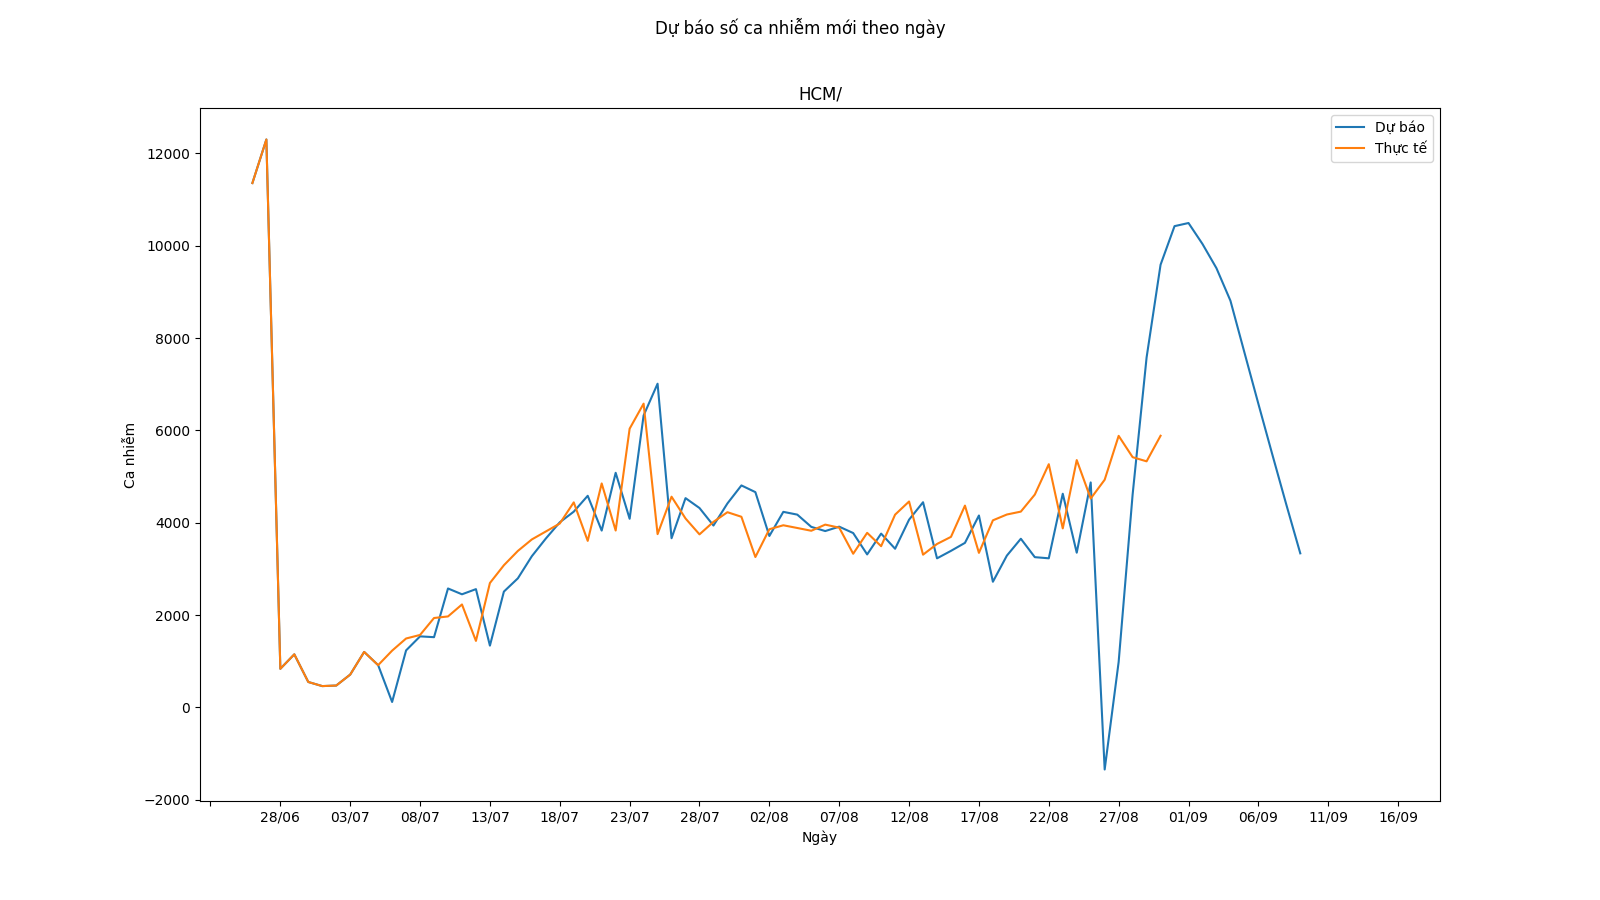 Dự báo số ca nhiễm mới theo ngày
HCM/
Dự báo
Thực tế
12000
10000
8000
6000
4000
2000
0
−2000
Ca nhiễm
28/06 03/07 08/07 13/07 18/07 23/07 28/07 02/08 07/08 12/08 17/08 22/08 27/08 01/09 06/09 11/09 16/09
Ngày